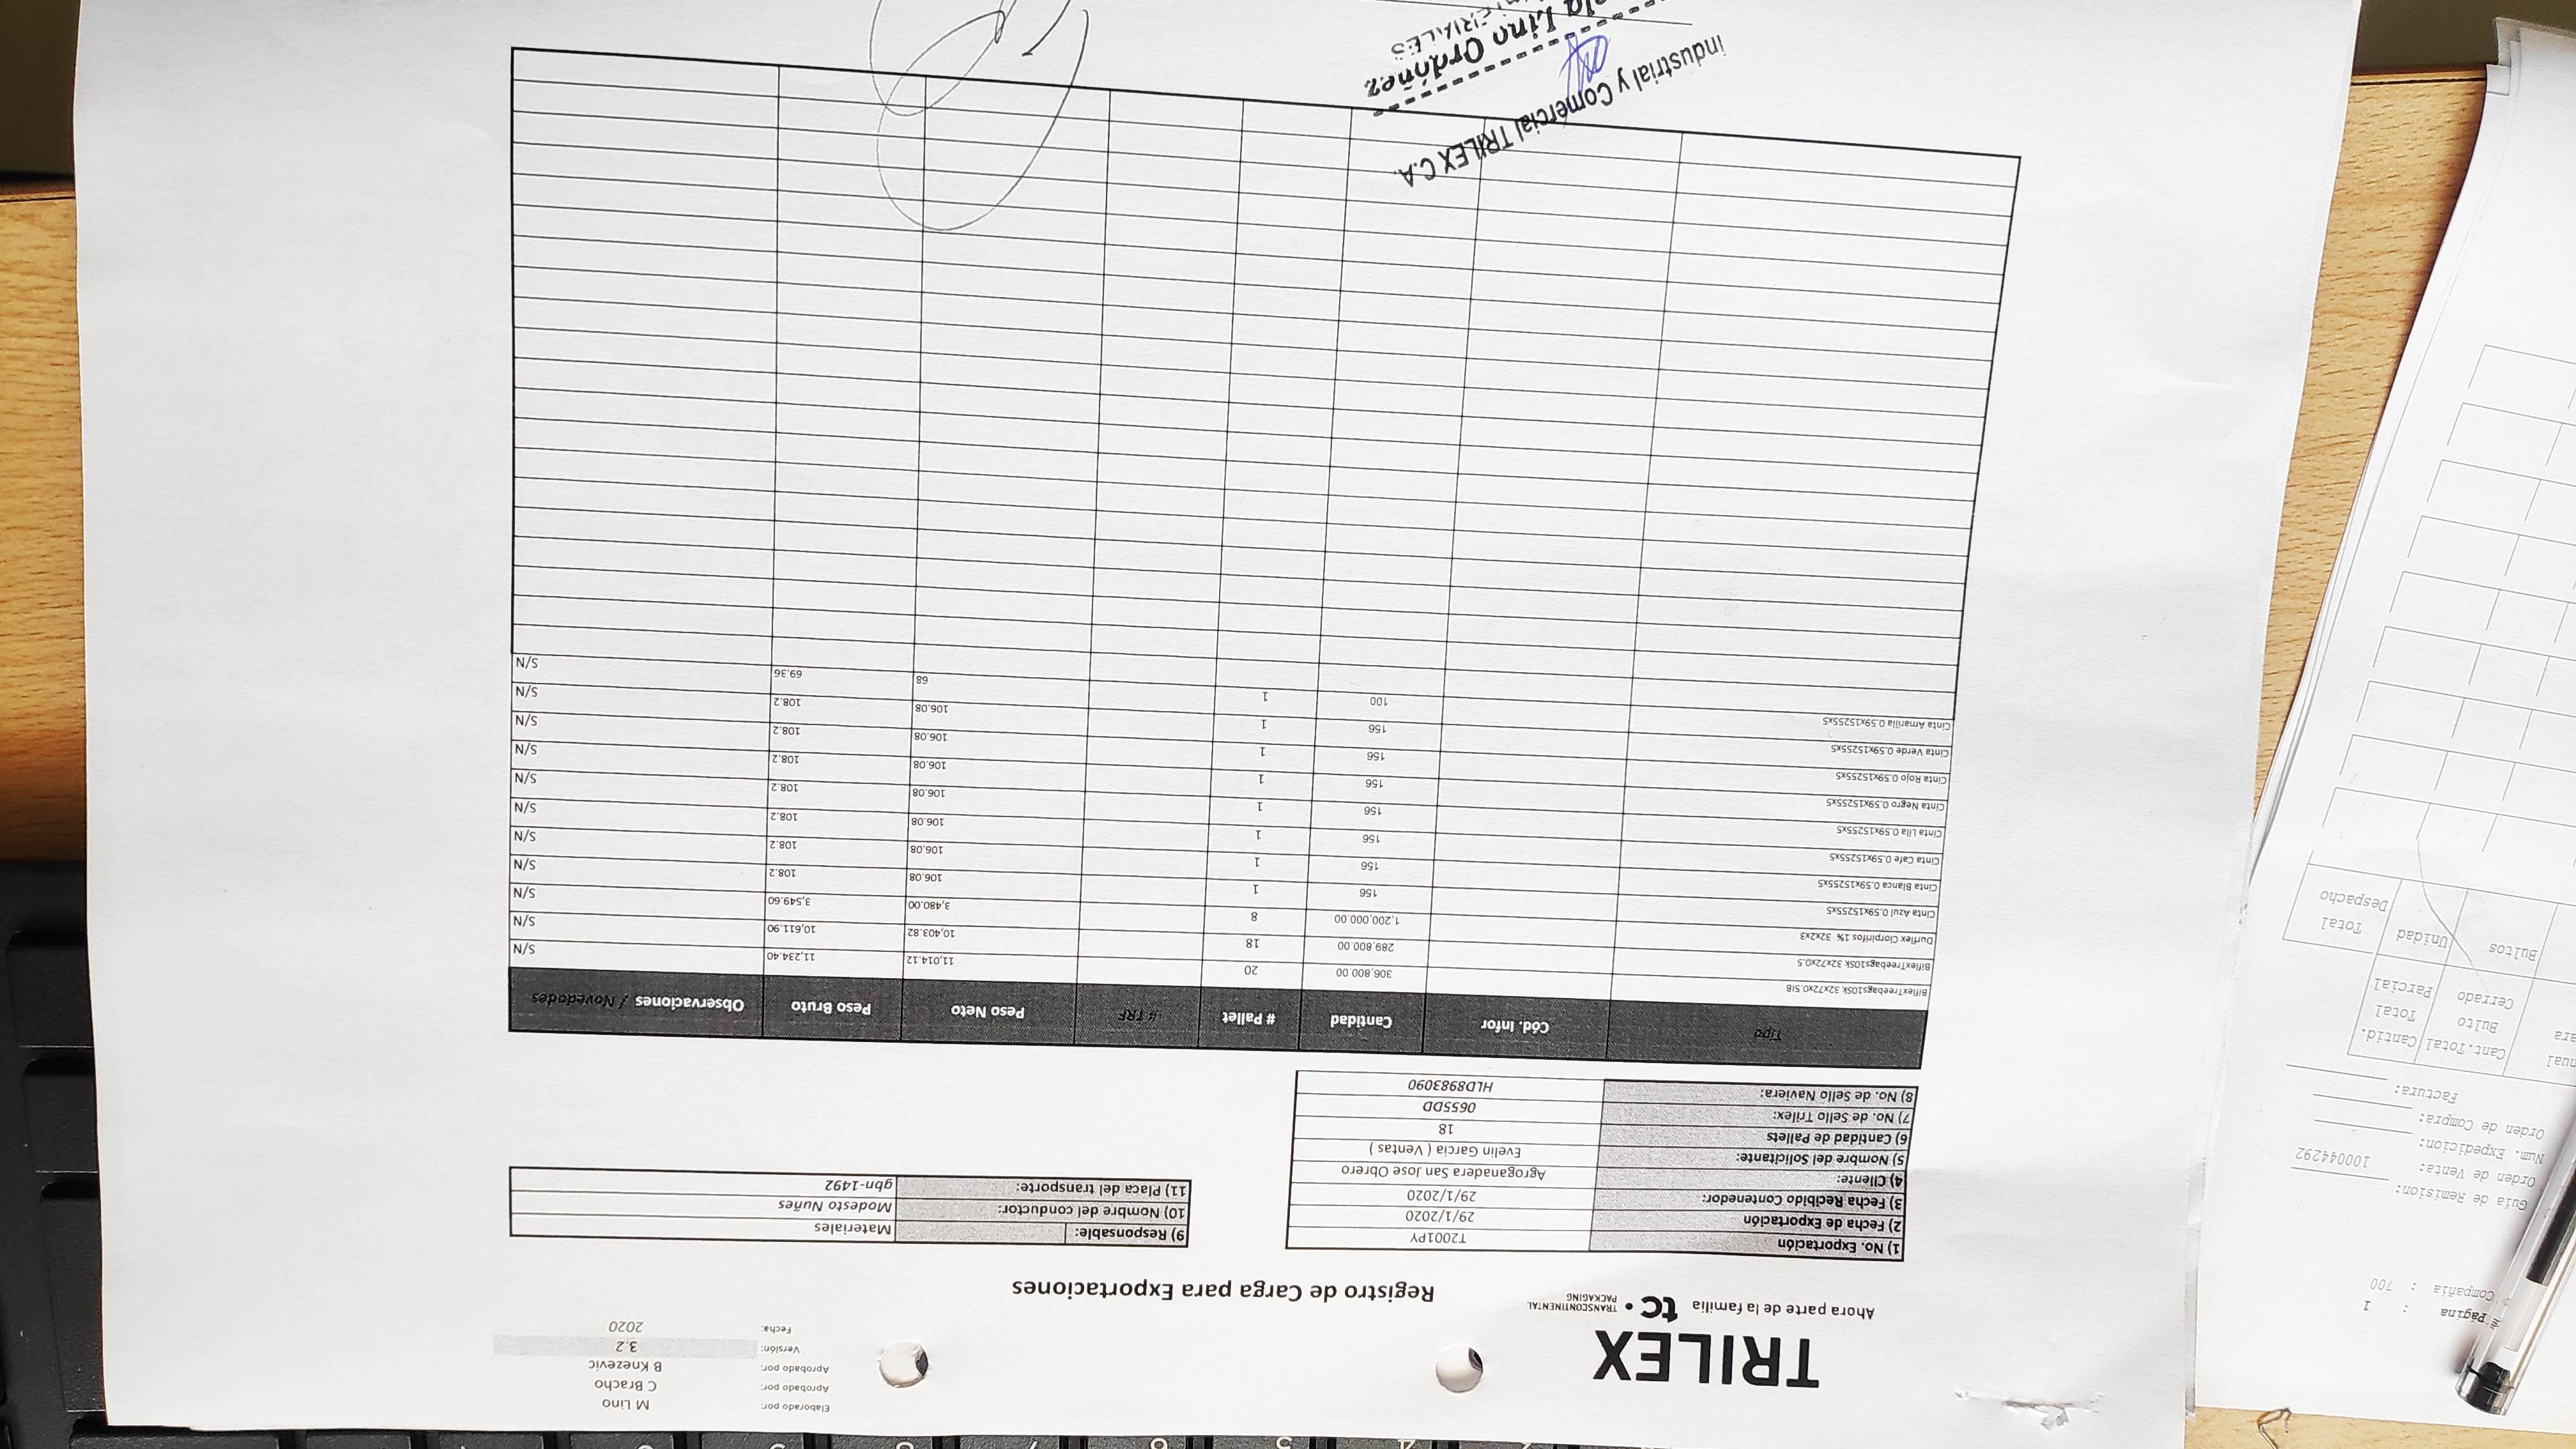 Página : 1
Compañia : 700
Guia de Remision:
Orden de Venta:
Num. Expedicion: 100044292
Orden de Compra:
Factura:
Cant.Total Cantid.
Bulto Total
Cerrado Parcial
Bultos Unidad Total
Despacho
TRILEX
Ahora parte de la familia tc • TRANSCONTINENTAL
PACKAGING
Registro de Carga para Exportaciones
Elaborado por: M Lino
Aprobado por: C Bracho
Aprobado por: B Knezevic
Versión: 3.2
Fecha: 2020
1) No. Exportación T2001PY
2) Fecha de Exportación 29/1/2020
3) Fecha Recibido Contenedor: 29/1/2020
4) Cliente: Agroganadera San Jose Obrero
5) Nombre del Solicitante: Evelin Garcia ( Ventas )
6) Cantidad de Pallets 18
7) No. de Sello Trilex: 0655DD
8) No. de Sello Naviera: HLD8983090
9) Responsable: Materiales
10) Nombre del conductor: Modesto Nuñes
11) Placa del transporte: gbn-1492
Tipo Cód. Infor Cantidad # Pallet # TRF Peso Neto Peso Bruto Observaciones / Novedades
BiflexTreebags10Sk 32x72x0.5IB 306,800.00 20 11,014.12 11,234.40 S/N
BiflexTreebags10Sk 32x72x0.5 289,800.00 18 10,403.82 10,611.90 S/N
Durflex Clorpirifos 1% 32x2x3 1,200,000.00 8 3,480.00 3,549.60 S/N
Cinta Azul 0.59x15255x5 156 1 106.08 108.2 S/N
Cinta Blanca 0.59x15255x5 156 1 106.08 108.2 S/N
Cinta Cafe 0.59x15255x5 156 1 106.08 108.2 S/N
Cinta Lila 0.59x15255x5 156 1 106.08 108.2 S/N
Cinta Negro 0.59x15255x5 156 1 106.08 108.2 S/N
Cinta Rojo 0.59x15255x5 156 1 106.08 108.2 S/N
Cinta Verde 0.59x15255x5 156 1 106.08 108.2 S/N
Cinta Amarilla 0.59x15255x5 100 1 68 69.36 S/N
industrial y Comercial TRILEX C.A.
Lino Ordóñez